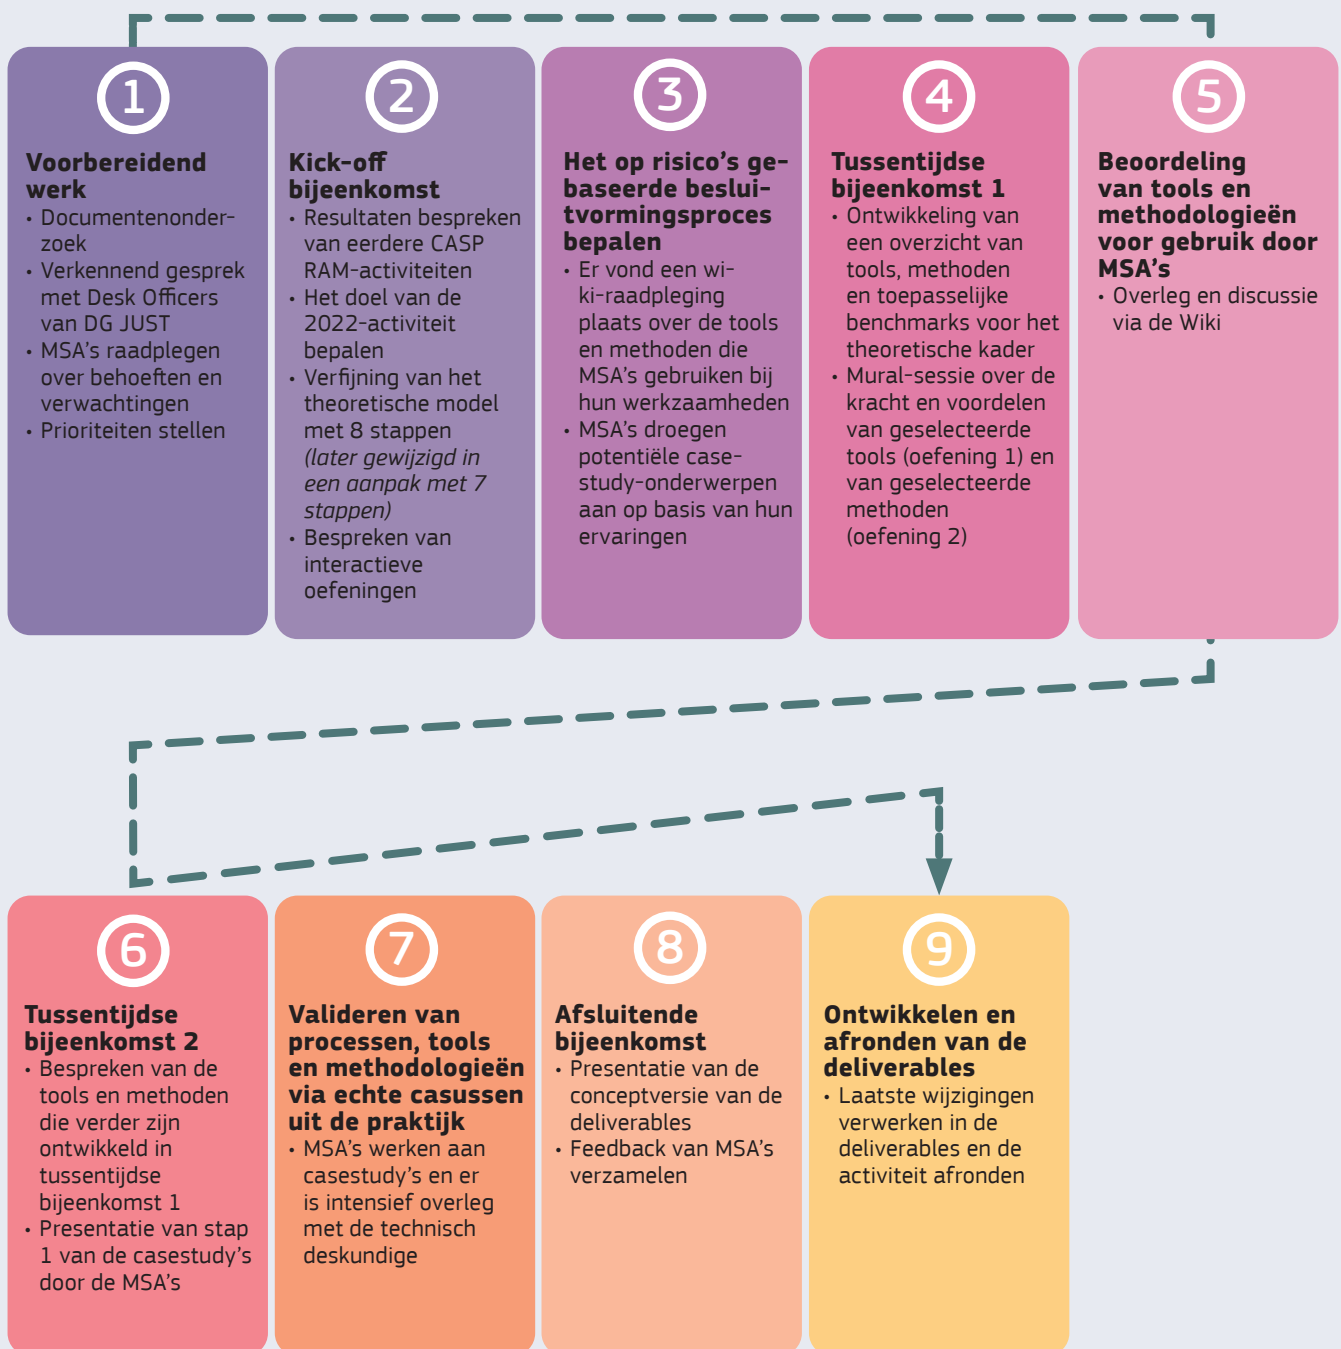 1
Voorbereidend
werk
• Documentenonder-
zoek
• Verkennend gesprek
met Desk Officers
van DG JUST
• MSA's raadplegen
over behoeften en
verwachtingen
• Prioriteiten stellen
2
Kick-off
bijeenkomst
• Resultaten bespreken
van eerdere CASP
RAM-activiteiten
• Het doel van de
2022-activiteit
bepalen
• Verfijning van het
theoretische model
met 8 stappen
(later gewijzigd in
een aanpak met 7
stappen)
• Bespreken van
interactieve
oefeningen
3
Het op risico's ge-
baseerde beslui-
tvormingsproces
bepalen
• Er vond een wi-
ki-raadpleging
plaats over de tools
en methoden die
MSA's gebruiken bij
hun werkzaamheden
• MSA's droegen
potentiële case-
study-onderwerpen
aan op basis van hun
ervaringen
4
Tussentijdse
bijeenkomst 1
• Ontwikkeling van
een overzicht van
tools, methoden
en toepasselijke
benchmarks voor het
theoretische kader
• Mural-sessie over de
kracht en voordelen
van geselecteerde
tools (oefening 1) en
van geselecteerde
methoden
(oefening 2)
5
Beoordeling
van tools en
methodologieën
voor gebruik door
MSA's
• Overleg en discussie
via de Wiki
6
Tussentijdse
bijeenkomst 2
• Bespreken van de
tools en methoden
die verder zijn
ontwikkeld in
tussentijdse
bijeenkomst 1
• Presentatie van stap
1 van de casestudy's
door de MSA's
7
Valideren van
processen, tools
en methodologieën
via echte casussen
uit de praktijk
• MSA's werken aan
casestudy's en er
is intensief overleg
met de technisch
deskundige
8
Afsluitende
bijeenkomst
• Presentatie van de
conceptversie van de
deliverables
• Feedback van MSA's
verzamelen
9
Ontwikkelen en
afronden van de
deliverables
• Laatste wijzigingen
verwerken in de
deliverables en de
activiteit afronden